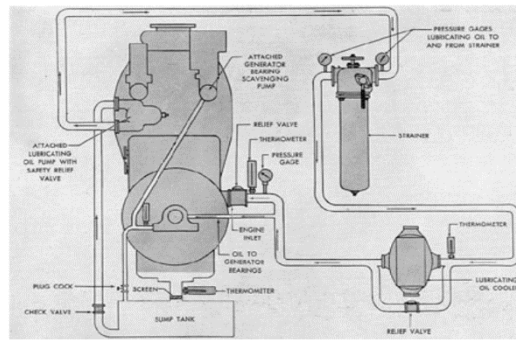 PRESSURE GAGES
LUBRICATING OIL TO
AND FROM STRAINER
ATTACHED
GENERATOR
BEARING
SCAVENGING
PUMP
RELIEF VALVE
THERMOMETER
PRESSURE
GAGE
STRAINER
ATTACHED
LUBRICATING
OIL PUMP WITH
SAFETY RELIEF
VALVE
ENGINE
INLET
THERMOMETER
OIL TO
GENERATOR
BEARINGS
PLUG COCK
SCREEN
THERMOMETER
LUBRICATING
OIL COOLER
CHECK VALVE
SUMP TANK
RELIEF VALVE